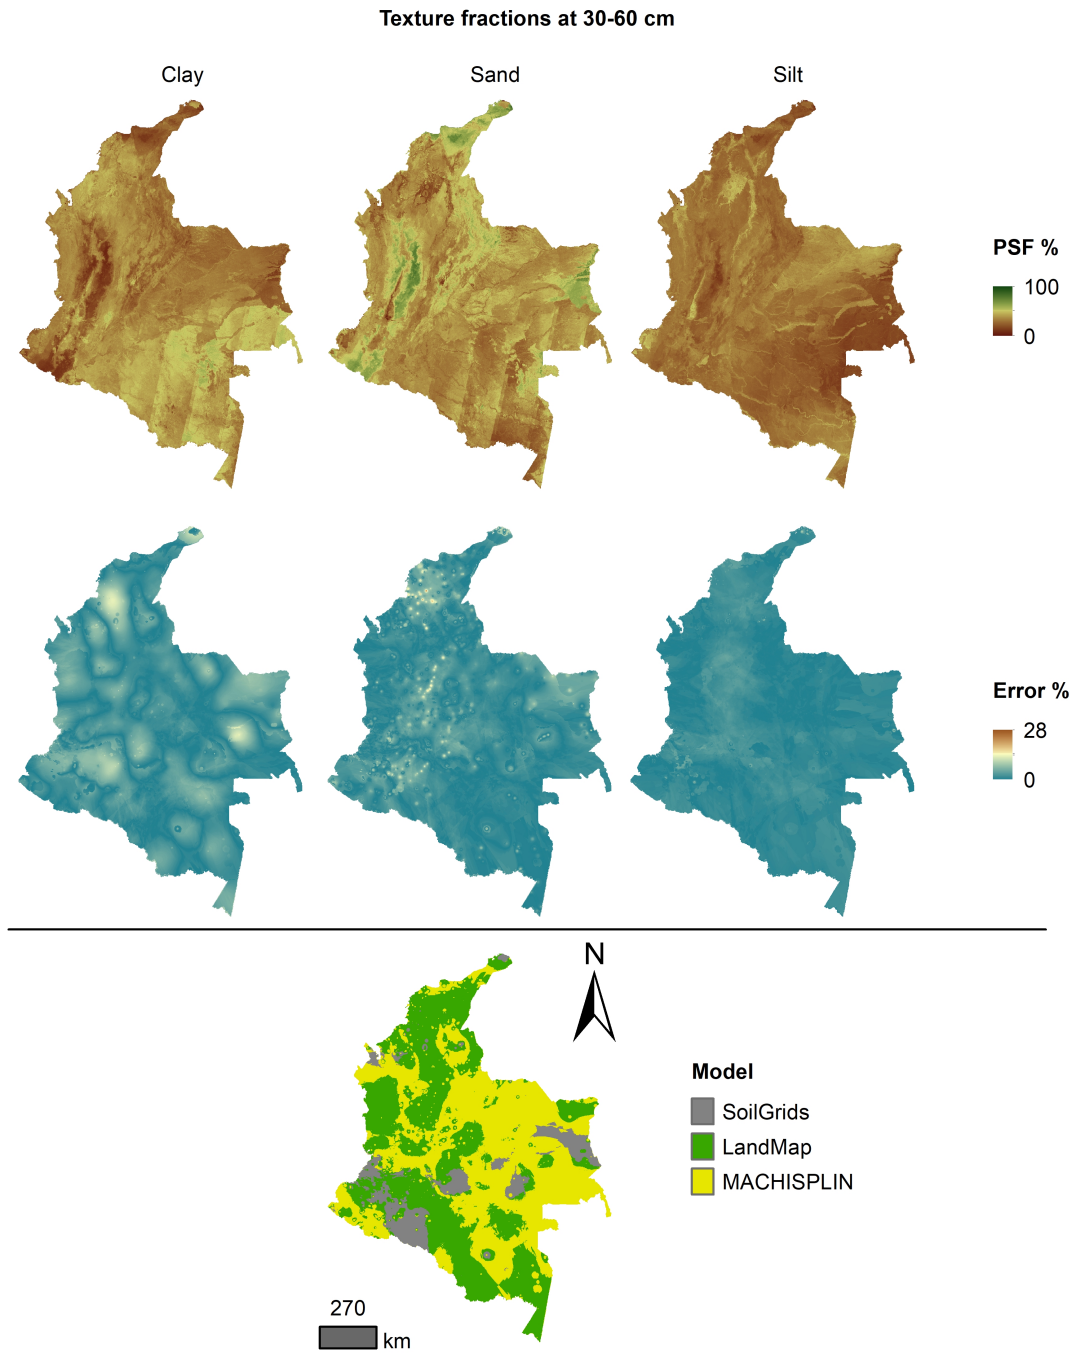 Texture fractions at 30-60 cm
Clay
Sand
Silt
PSF %
100
0
Error %
28
0
N
Model
SoilGrids
LandMap
MACHISPLIN
270
km